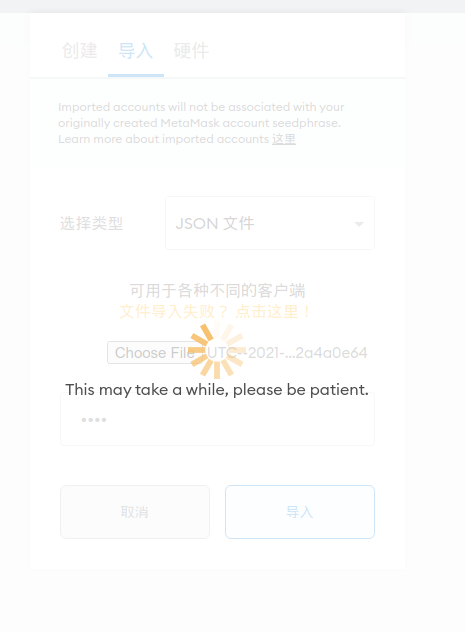 创建 导入 硬件
Imported accounts will not be associated with your
originally created MetaMask account seedphrase.
Learn more about imported accounts 这里
选择类型 JSON 文件
可用于各种不同的客户端
文件导入失败？ 点击这里！
Choose File UTC--2021-...2a4a0e64
This may take a while, please be patient.
••••
取消 导入